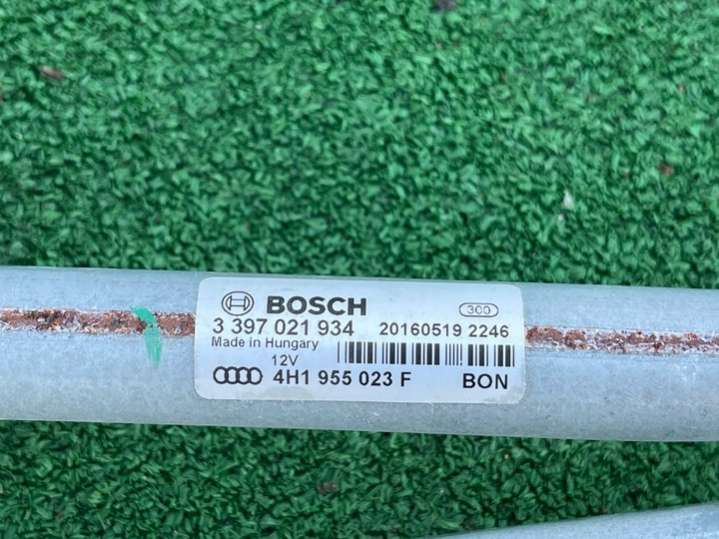 BOSCH 300
3 397 021 934 20160519 2246
Made in Hungary
12V
4H1 955 023 F BON